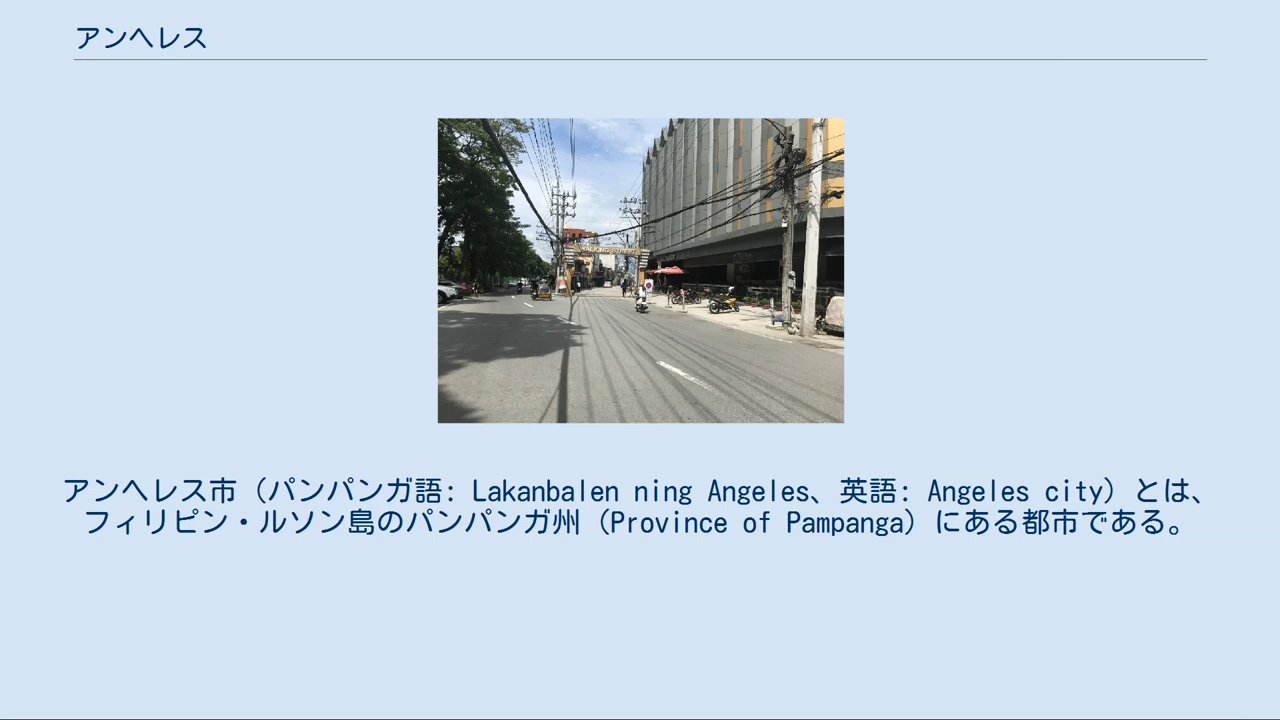 アンヘレス
WALKING STREET
アンヘレス市（パンパンガ語: Lakanbalen ning Angeles、英語: Angeles city）とは、
フィリピン・ルソン島のパンパンガ州（Province of Pampanga）にある都市である。